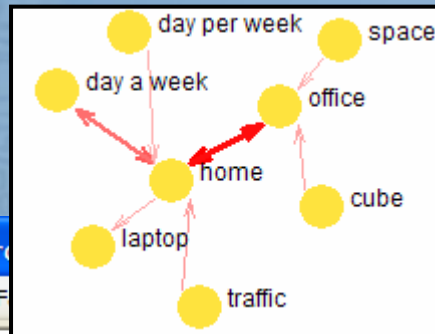 day per week
space
day a week
office
home
cube
laptop
traffic